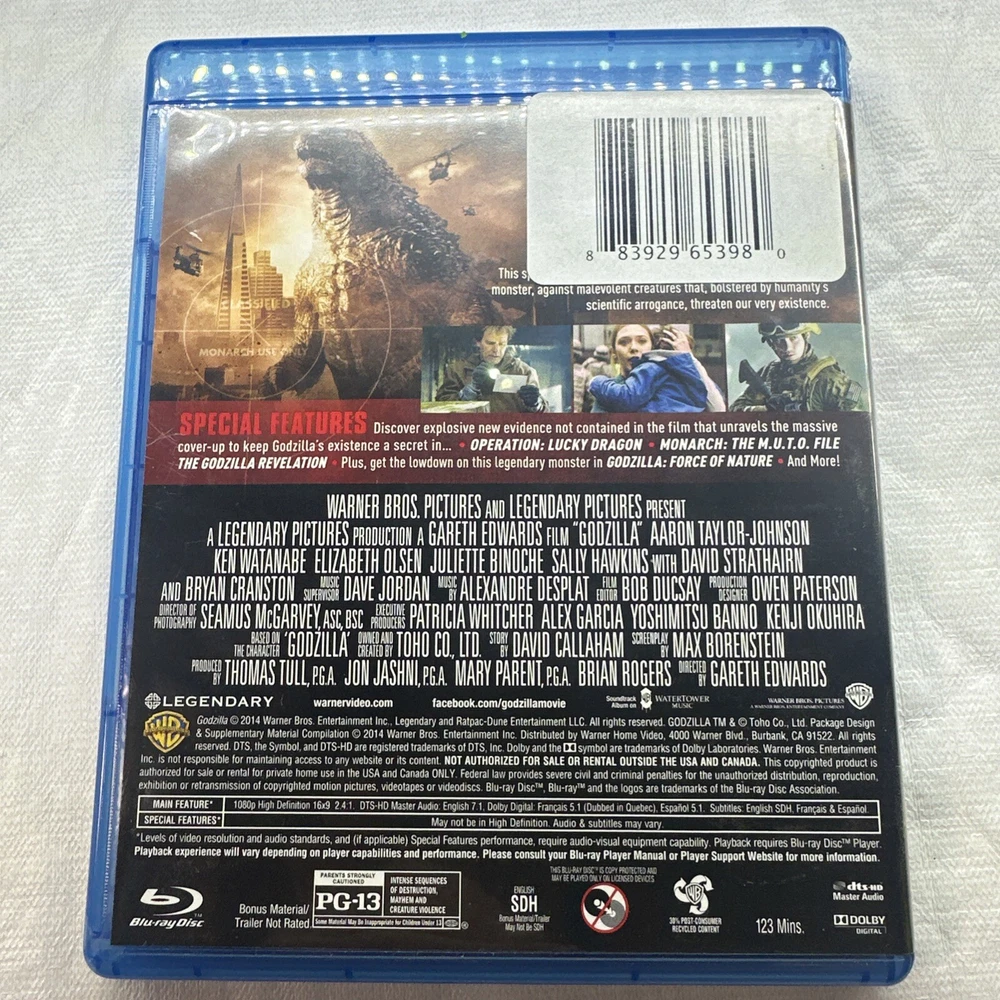 8 83929 65398 0
This
monster, against malevolent creatures that, bolstered by humanity's
scientific arrogance, threaten our very existence.
CLASSIFIED
MONARCH USE ONLY
SPECIAL FEATURES Discover explosive new evidence not contained in the film that unravels the massive
cover-up to keep Godzilla's existence a secret in... • OPERATION: LUCKY DRAGON • MONARCH: THE M.U.T.O. FILE
THE GODZILLA REVELATION • Plus, get the lowdown on this legendary monster in GODZILLA: FORCE OF NATURE • And More!
WARNER BROS. PICTURES AND LEGENDARY PICTURES PRESENT
A LEGENDARY PICTURES PRODUCTION A GARETH EDWARDS FILM "GODZILLA" AARON TAYLOR-JOHNSON
KEN WATANABE ELIZABETH OLSEN JULIETTE BINOCHE SALLY HAWKINS WITH DAVID STRATHAIRN
AND BRYAN CRANSTON MUSIC SUPERVISOR DAVE JORDAN MUSIC BY ALEXANDRE DESPLAT FILM EDITOR BOB DUCSAY PRODUCTION DESIGNER OWEN PATERSON
DIRECTOR OF PHOTOGRAPHY SEAMUS McGARVEY, ASC, BSC EXECUTIVE PRODUCERS PATRICIA WHITCHER ALEX GARCIA YOSHIMITSU BANNO KENJI OKUHIRA
BASED ON THE CHARACTER 'GODZILLA' OWNED AND CREATED BY TOHO CO., LTD. STORY BY DAVID CALLAHAM SCREENPLAY BY MAX BORENSTEIN
PRODUCED BY THOMAS TULL, P.G.A. JON JASHNI, P.G.A. MARY PARENT, P.G.A. BRIAN ROGERS DIRECTED BY GARETH EDWARDS
LEGENDARY warnervideo.com facebook.com/godzillamovie Soundtrack Album on WATERTOWER MUSIC WARNER BROS. PICTURES
A WARNER BROS. ENTERTAINMENT COMPANY
Godzilla © 2014 Warner Bros. Entertainment Inc., Legendary and Ratpac-Dune Entertainment LLC. All rights reserved. GODZILLA TM & © Toho Co., Ltd. Package Design
& Supplementary Material Compilation © 2014 Warner Bros. Entertainment Inc. Distributed by Warner Home Video, 4000 Warner Blvd., Burbank, CA 91522. All rights
reserved. DTS, the Symbol, and DTS-HD are registered trademarks of DTS, Inc. Dolby and the symbol are trademarks of Dolby Laboratories. Warner Bros. Entertainment
Inc. is not responsible for maintaining access to any website or its content. NOT AUTHORIZED FOR SALE OR RENTAL OUTSIDE THE USA AND CANADA. This copyrighted product is
authorized for sale or rental for private home use in the USA and Canada ONLY. Federal law provides severe civil and criminal penalties for the unauthorized distribution, reproduction,
exhibition or retransmission of copyrighted motion pictures, videotapes or videodiscs. Blu-ray Disc™, Blu-ray™ and the logos are trademarks of the Blu-ray Disc Association.
MAIN FEATURE* 1080p High Definition 16x9 2.4:1. DTS-HD Master Audio: English 7.1, Dolby Digital: Français 5.1 (Dubbed in Quebec), Español 5.1. Subtitles: English SDH, Français & Español.
SPECIAL FEATURES* May not be in High Definition. Audio & subtitles may vary.
*Levels of video resolution and audio standards, and (if applicable) Special Features performance, require audio-visual equipment capability. Playback requires Blu-ray Disc™ Player.
Playback experience will vary depending on player capabilities and performance. Please consult your Blu-ray Player Manual or Player Support Website for more information.
Blu-ray Disc™
Bonus Material/
Trailer Not Rated.
PARENTS STRONGLY CAUTIONED
PG-13
INTENSE SEQUENCES OF DESTRUCTION, MAYHEM AND CREATURE VIOLENCE
Some Material May Be Inappropriate for Children Under 13
ENGLISH
SDH
Bonus Material/Trailer
May Not Be SDH
THIS BLU-RAY DISC™ IS COPY PROTECTED AND
MAY BE PLAYED ONLY ON LICENSED DEVICES
30% POST-CONSUMER
RECYCLED CONTENT
123 Mins.
dts-HD
Master Audio
DOLBY
DIGITAL